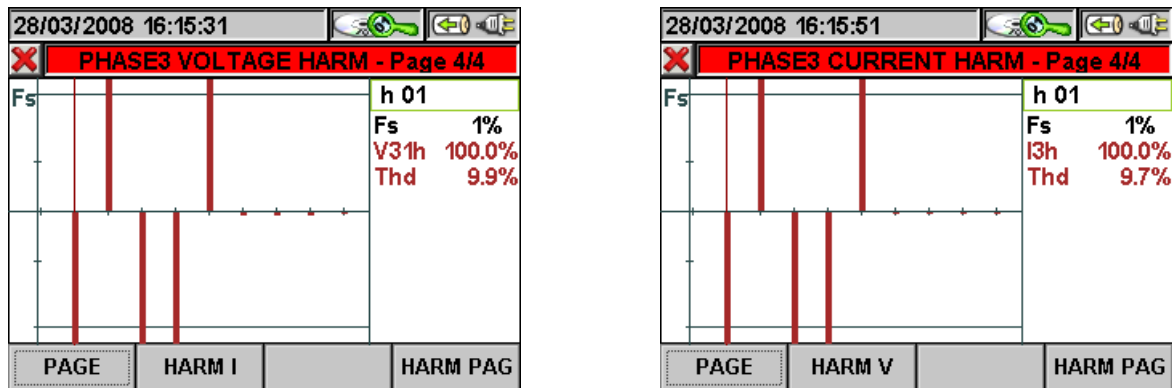 28/03/2008 16:15:31
PHASE3 VOLTAGE HARM - Page 4/4
Fs
h 01
Fs 1%
V31h 100.0%
Thd 9.9%
PAGE HARM I HARM PAG
28/03/2008 16:15:51
PHASE3 CURRENT HARM - Page 4/4
Fs
h 01
Fs 1%
I3h 100.0%
Thd 9.7%
PAGE HARM V HARM PAG